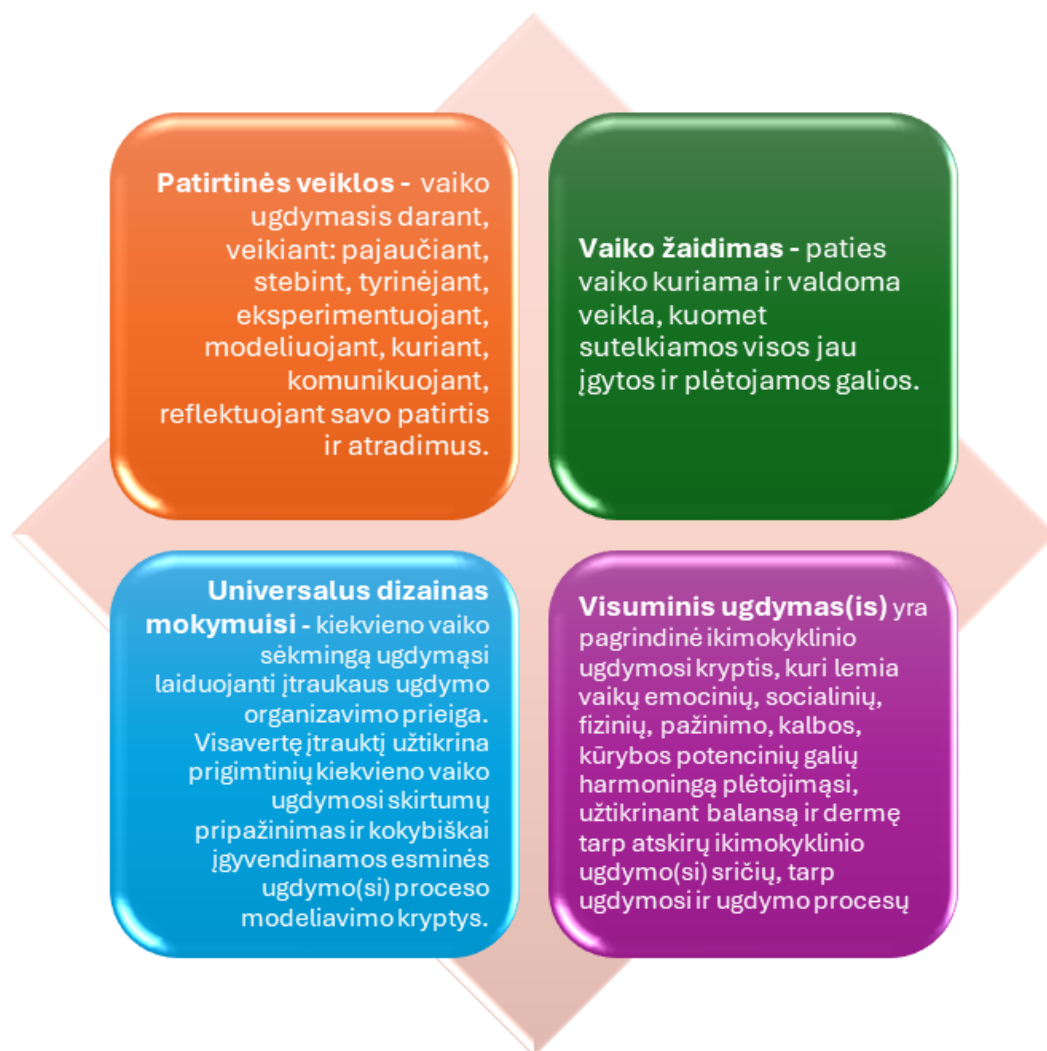 Patirtinės veiklos - vaiko
ugdymasis darant,
veikiant: pajaučiant,
stebint, tyrinėjant,
eksperimentuojant,
modeliuojant, kuriant,
komunikuojant,
reflektuojant savo patirtis
ir atradimus.
Vaiko žaidimas - paties
vaiko kuriama ir valdoma
veikla, kuomet
sutelkiamos visos jau
įgytos ir plėtojamos galios.
Universalus dizainas
mokymuisi - kiekvieno vaiko
sėkmingą ugdymąsi
laiduojanti įtraukaus ugdymo
organizavimo prieiga.
Visavertę įtrauktį užtikrina
prigimtinių kiekvieno vaiko
ugdymosi skirtumų
pripažinimas ir kokybiškai
įgyvendinamos esminės
ugdymo(si) proceso
modeliavimo kryptys.
Visuminis ugdymas(is) yra
pagrindinė ikimokyklinio
ugdymosi kryptis, kuri lemia
vaikų emocinių, socialinių,
fizinių, pažinimo, kalbos,
kūrybos potencinių galių
harmoningą plėtojimąsi,
užtikrinant balansą ir dermę
tarp atskirų ikimokyklinio
ugdymo(si) sričių, tarp
ugdymosi ir ugdymo procesų